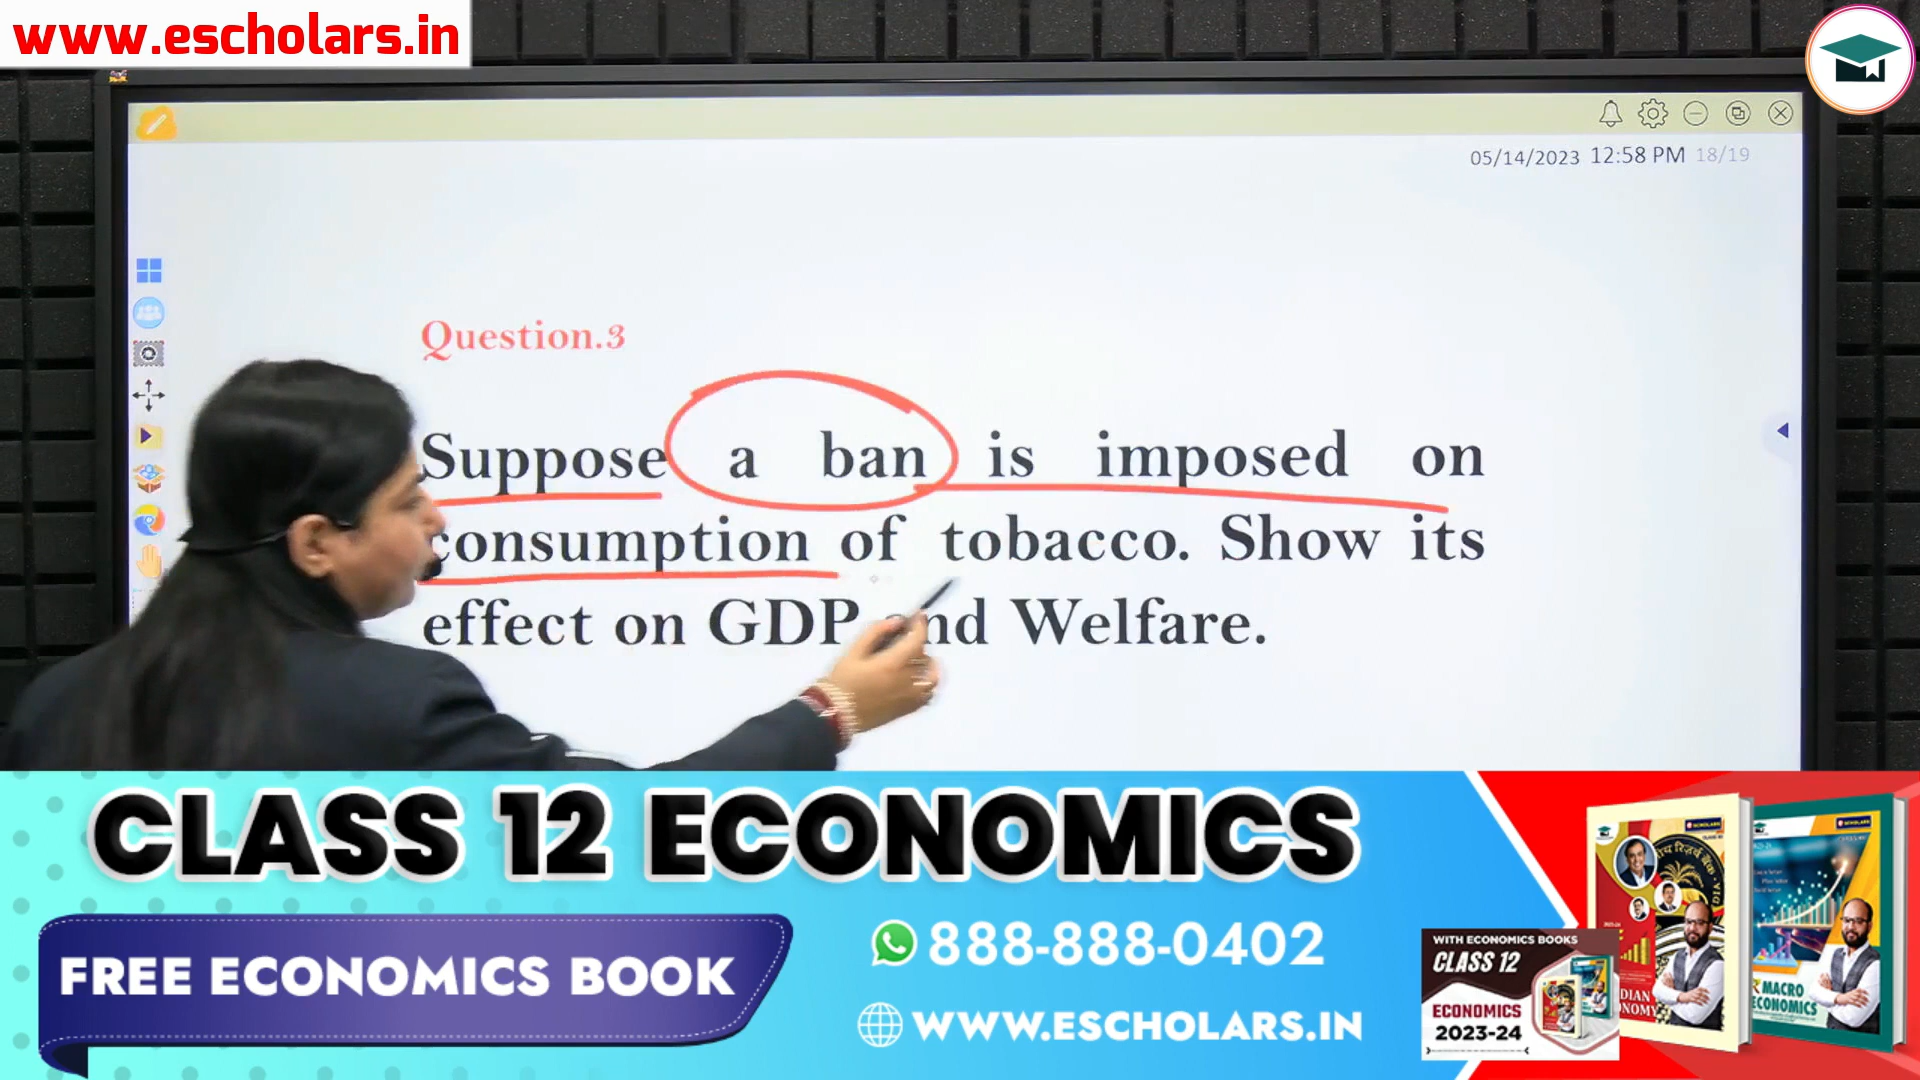 www.escholars.in
05/14/2023 12:58 PM 18/19
Question.3
Suppose a ban is imposed on
consumption of tobacco. Show its
effect on GDP and Welfare.
CLASS 12 ECONOMICS
FREE ECONOMICS BOOK
888-888-0402
WWW.ESCHOLARS.IN
WITH ECONOMICS BOOKS
CLASS 12
ECONOMICS
2023-24
MACRO
ECONOMICS